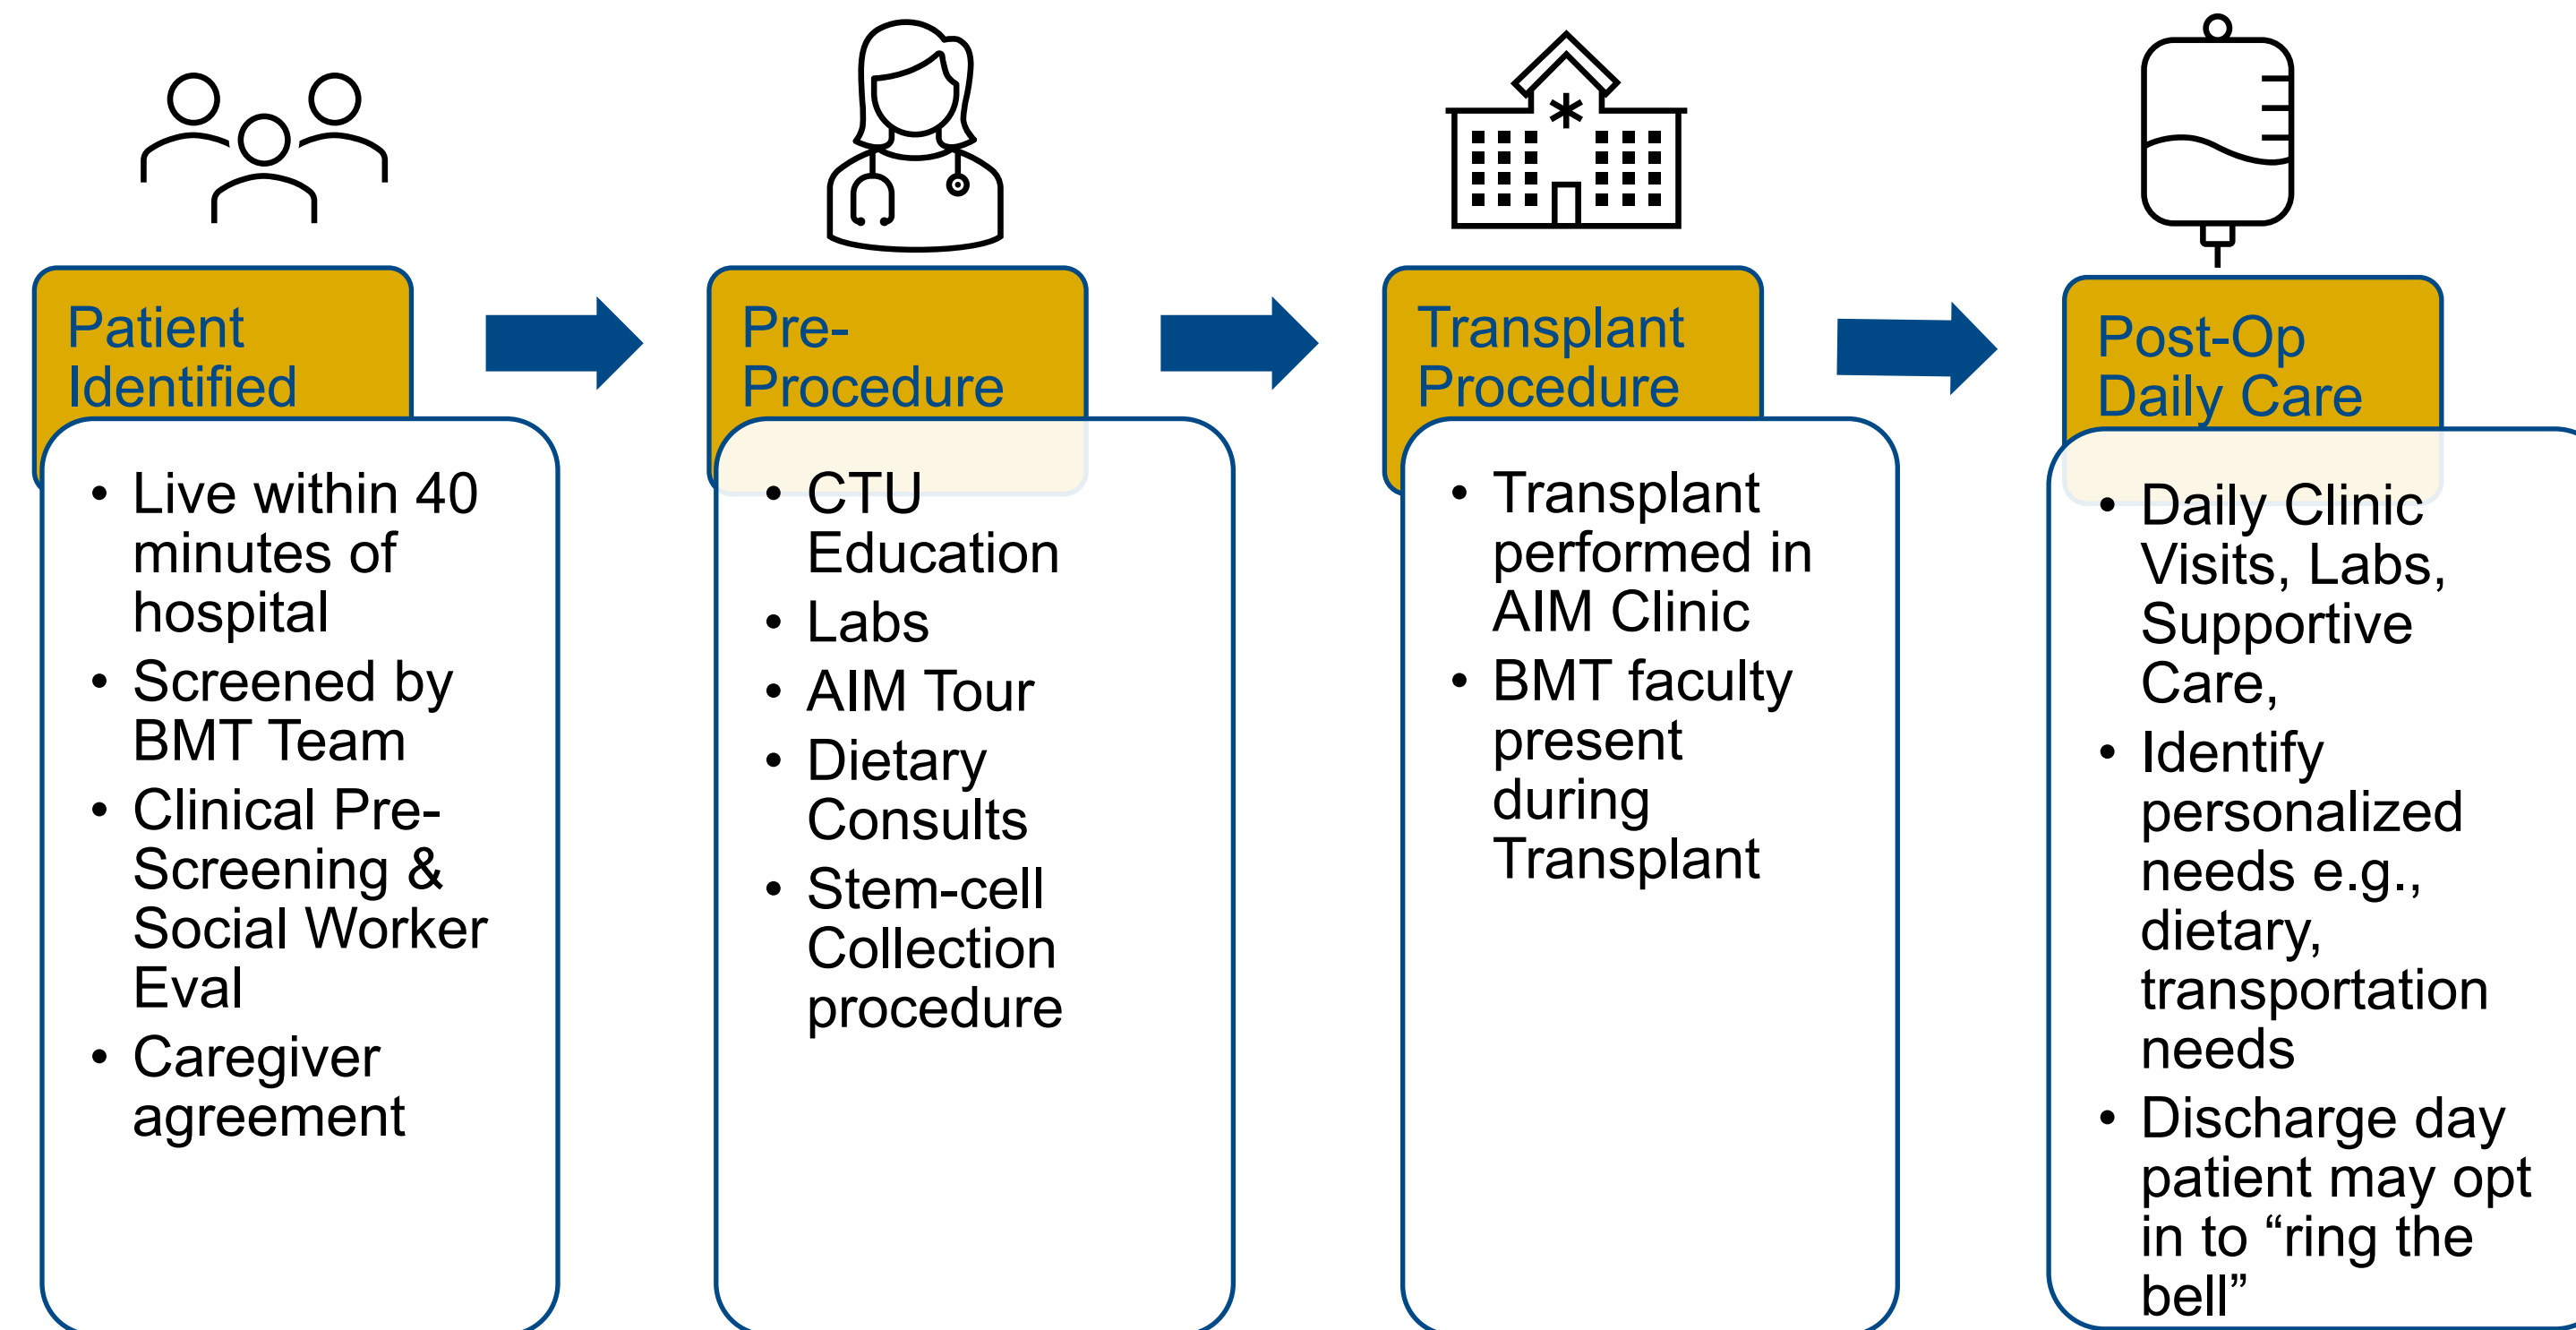 Patient
Identified
• Live within 40
minutes of
hospital
• Screened by
BMT Team
• Clinical Pre-
Screening &
Social Worker
Eval
• Caregiver
agreement
Pre-
Procedure
• CTU
Education
• Labs
• AIM Tour
• Dietary
Consults
• Stem-cell
Collection
procedure
Transplant
Procedure
• Transplant
performed in
AIM Clinic
• BMT faculty
present
during
Transplant
Post-Op
Daily Care
• Daily Clinic
Visits, Labs,
Supportive
Care,
• Identify
personalized
needs e.g.,
dietary,
transportation
needs
• Discharge day
patient may opt
in to “ring the
bell”